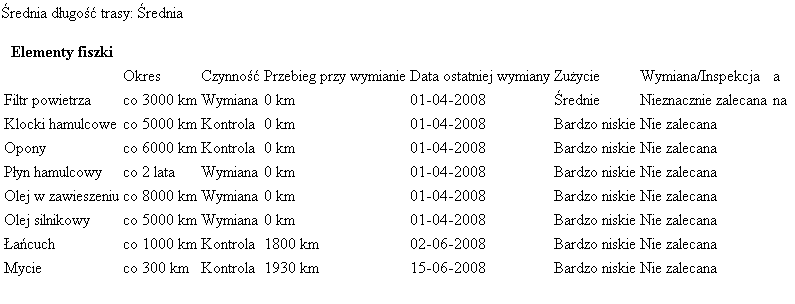 Średnia długość trasy: Średnia
Elementy fiszki
Okres Czynność Przebieg przy wymianie Data ostatniej wymiany Zużycie Wymiana/Inspekcja a
Filtr powietrza co 3000 km Wymiana 0 km 01-04-2008 Średnie Nieznacznie zalecana na
Klocki hamulcowe co 5000 km Kontrola 0 km 01-04-2008 Bardzo niskie Nie zalecana
Opony co 6000 km Kontrola 0 km 01-04-2008 Bardzo niskie Nie zalecana
Płyn hamulcowy co 2 lata Wymiana 0 km 01-04-2008 Bardzo niskie Nie zalecana
Olej w zawieszeniu co 8000 km Wymiana 0 km 01-04-2008 Bardzo niskie Nie zalecana
Olej silnikowy co 5000 km Wymiana 0 km 01-04-2008 Bardzo niskie Nie zalecana
Łańcuch co 1000 km Kontrola 1800 km 02-06-2008 Bardzo niskie Nie zalecana
Mycie co 300 km Kontrola 1930 km 15-06-2008 Bardzo niskie Nie zalecana